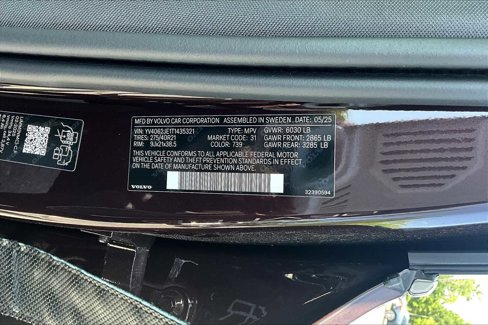 MFD BY VOLVO CAR CORPORATION ASSEMBLED IN SWEDEN, DATE: 05/25
VIN: YV4062JE1T1435321 TYPE: MPV GVWR: 6030 LB
TIRES: 275/40R21 MARKET CODE: 31 GAWR FRONT: 2865 LB
RIM: 9Jx21x38.5 COLOR: 739 GAWR REAR: 3285 LB
THIS VEHICLE CONFORMS TO ALL APPLICABLE FEDERAL MOTOR
VEHICLE SAFETY AND THEFT PREVENTION STANDARDS IN EFFECT
ON THE DATE OF MANUFACTURE SHOWN ABOVE.
VOLVO 32390594